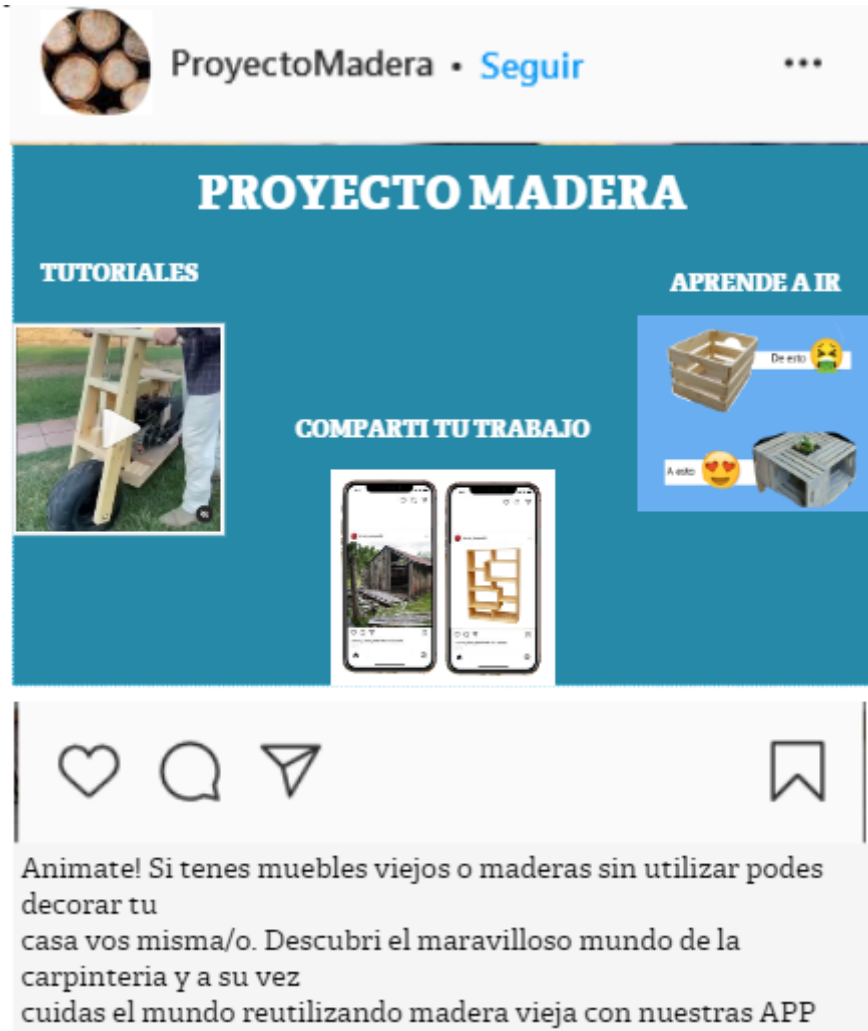 ProyectoMadera • Seguir
PROYECTO MADERA
TUTORIALES
APRENDE A IR
De esto
COMPARTI TU TRABAJO
A esto
Animate! Si tenes muebles viejos o maderas sin utilizar podes
decorar tu
casa vos misma/o. Descubri el maravilloso mundo de la
carpinteria y a su vez
cuidas el mundo reutilizando madera vieja con nuestras APP